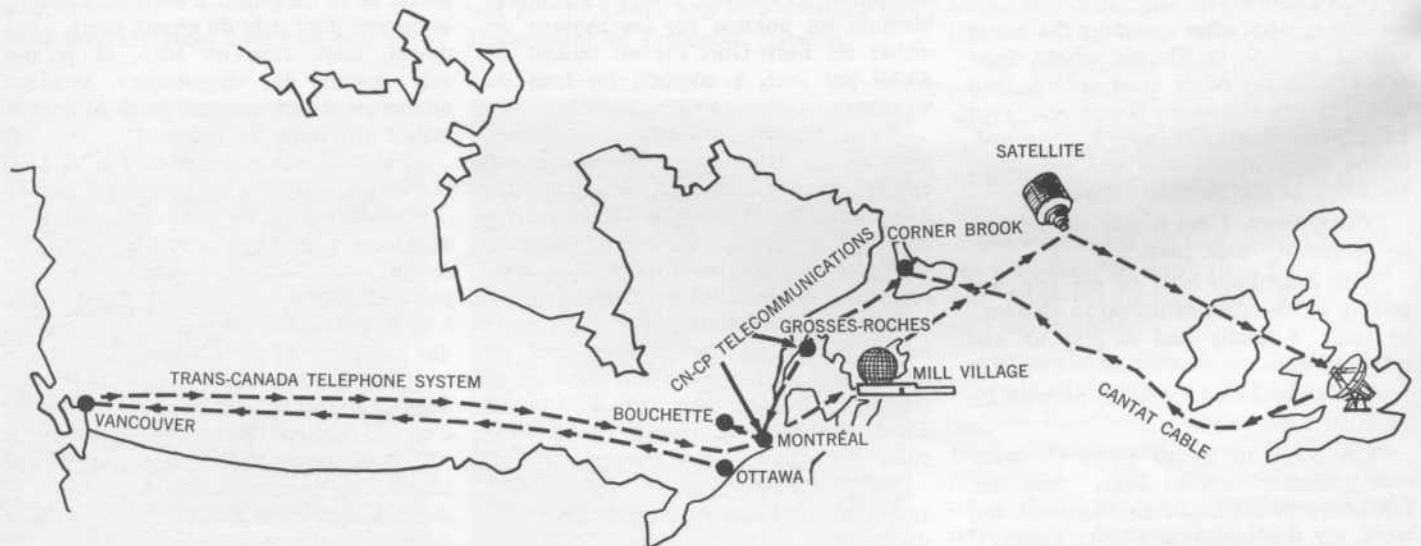 SATELLITE
CORNER BROOK
CN-CP TELECOMMUNICATIONS
GROSSES-ROCHES
MILL VILLAGE
TRANS-CANADA TELEPHONE SYSTEM
VANCOUVER
BOUCHETTE
MONTRÉAL
OTTAWA
CANTAT CABLE